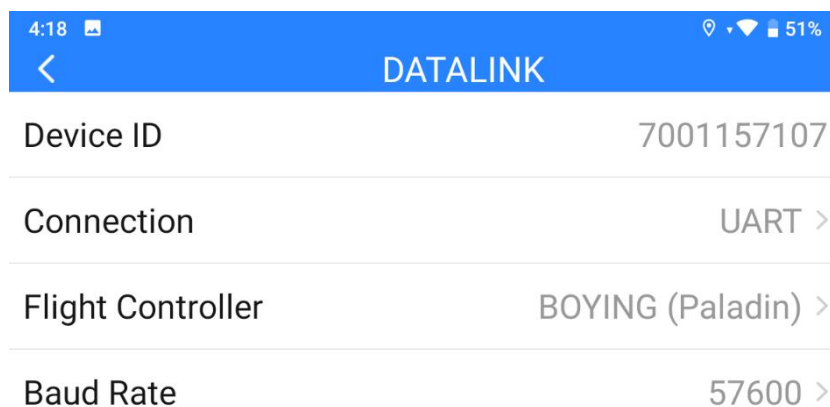 4:18 51%
DATALINK
Device ID 7001157107
Connection UART
Flight Controller BOYING (Paladin)
Baud Rate 57600